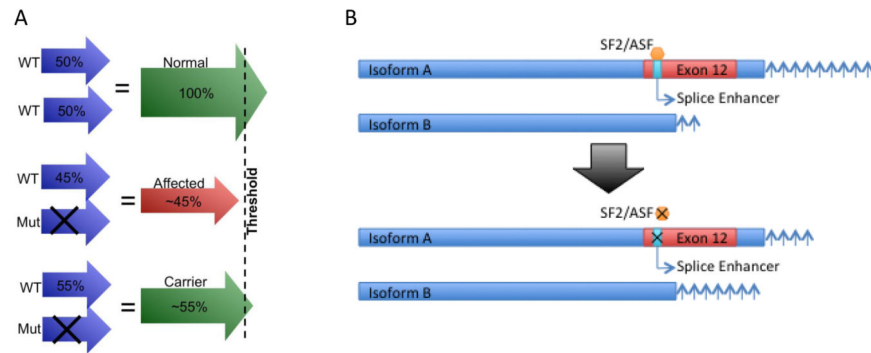 A
WT 50% Normal
= 100%
WT 50%
WT 45% Affected
= ~45%
Mut
Threshold
WT 55% Carrier
= ~55%
Mut
B
SF2/ASF
Isoform A Exon 12
Splice Enhancer
Isoform B
SF2/ASF
Isoform A Exon 12
Splice Enhancer
Isoform B